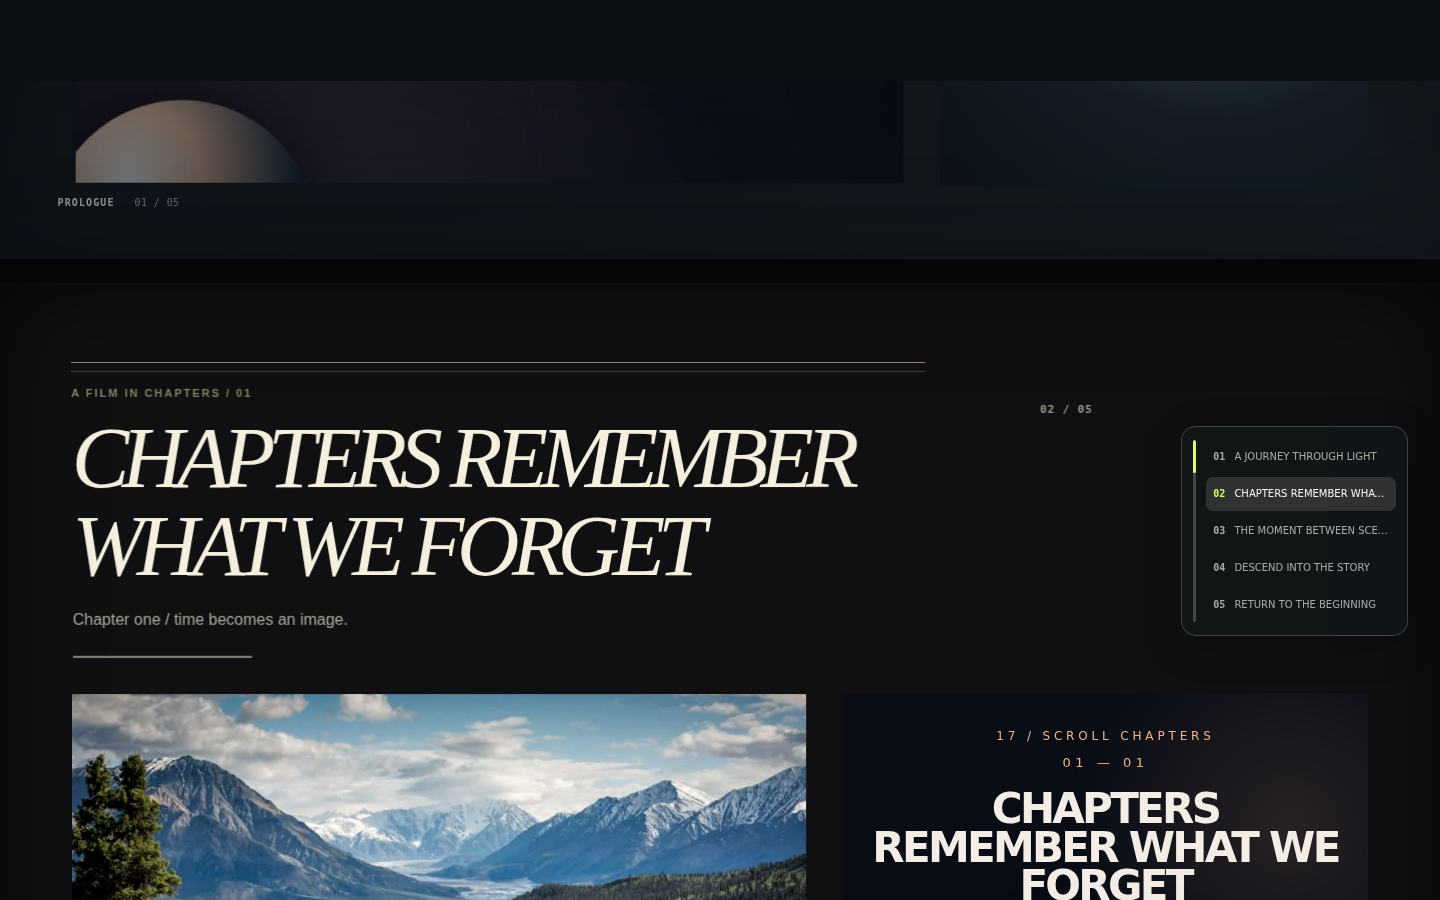 PROLOGUE 01 / 05
A FILM IN CHAPTERS / 01
CHAPTERS REMEMBER
WHAT WE FORGET
Chapter one / time becomes an image.
02 / 05
01 A JOURNEY THROUGH LIGHT
02 CHAPTERS REMEMBER WHA...
03 THE MOMENT BETWEEN SCE...
04 DESCEND INTO THE STORY
05 RETURN TO THE BEGINNING
17 / SCROLL CHAPTERS
01 — 01
CHAPTERS
REMEMBER WHAT WE
FORGET